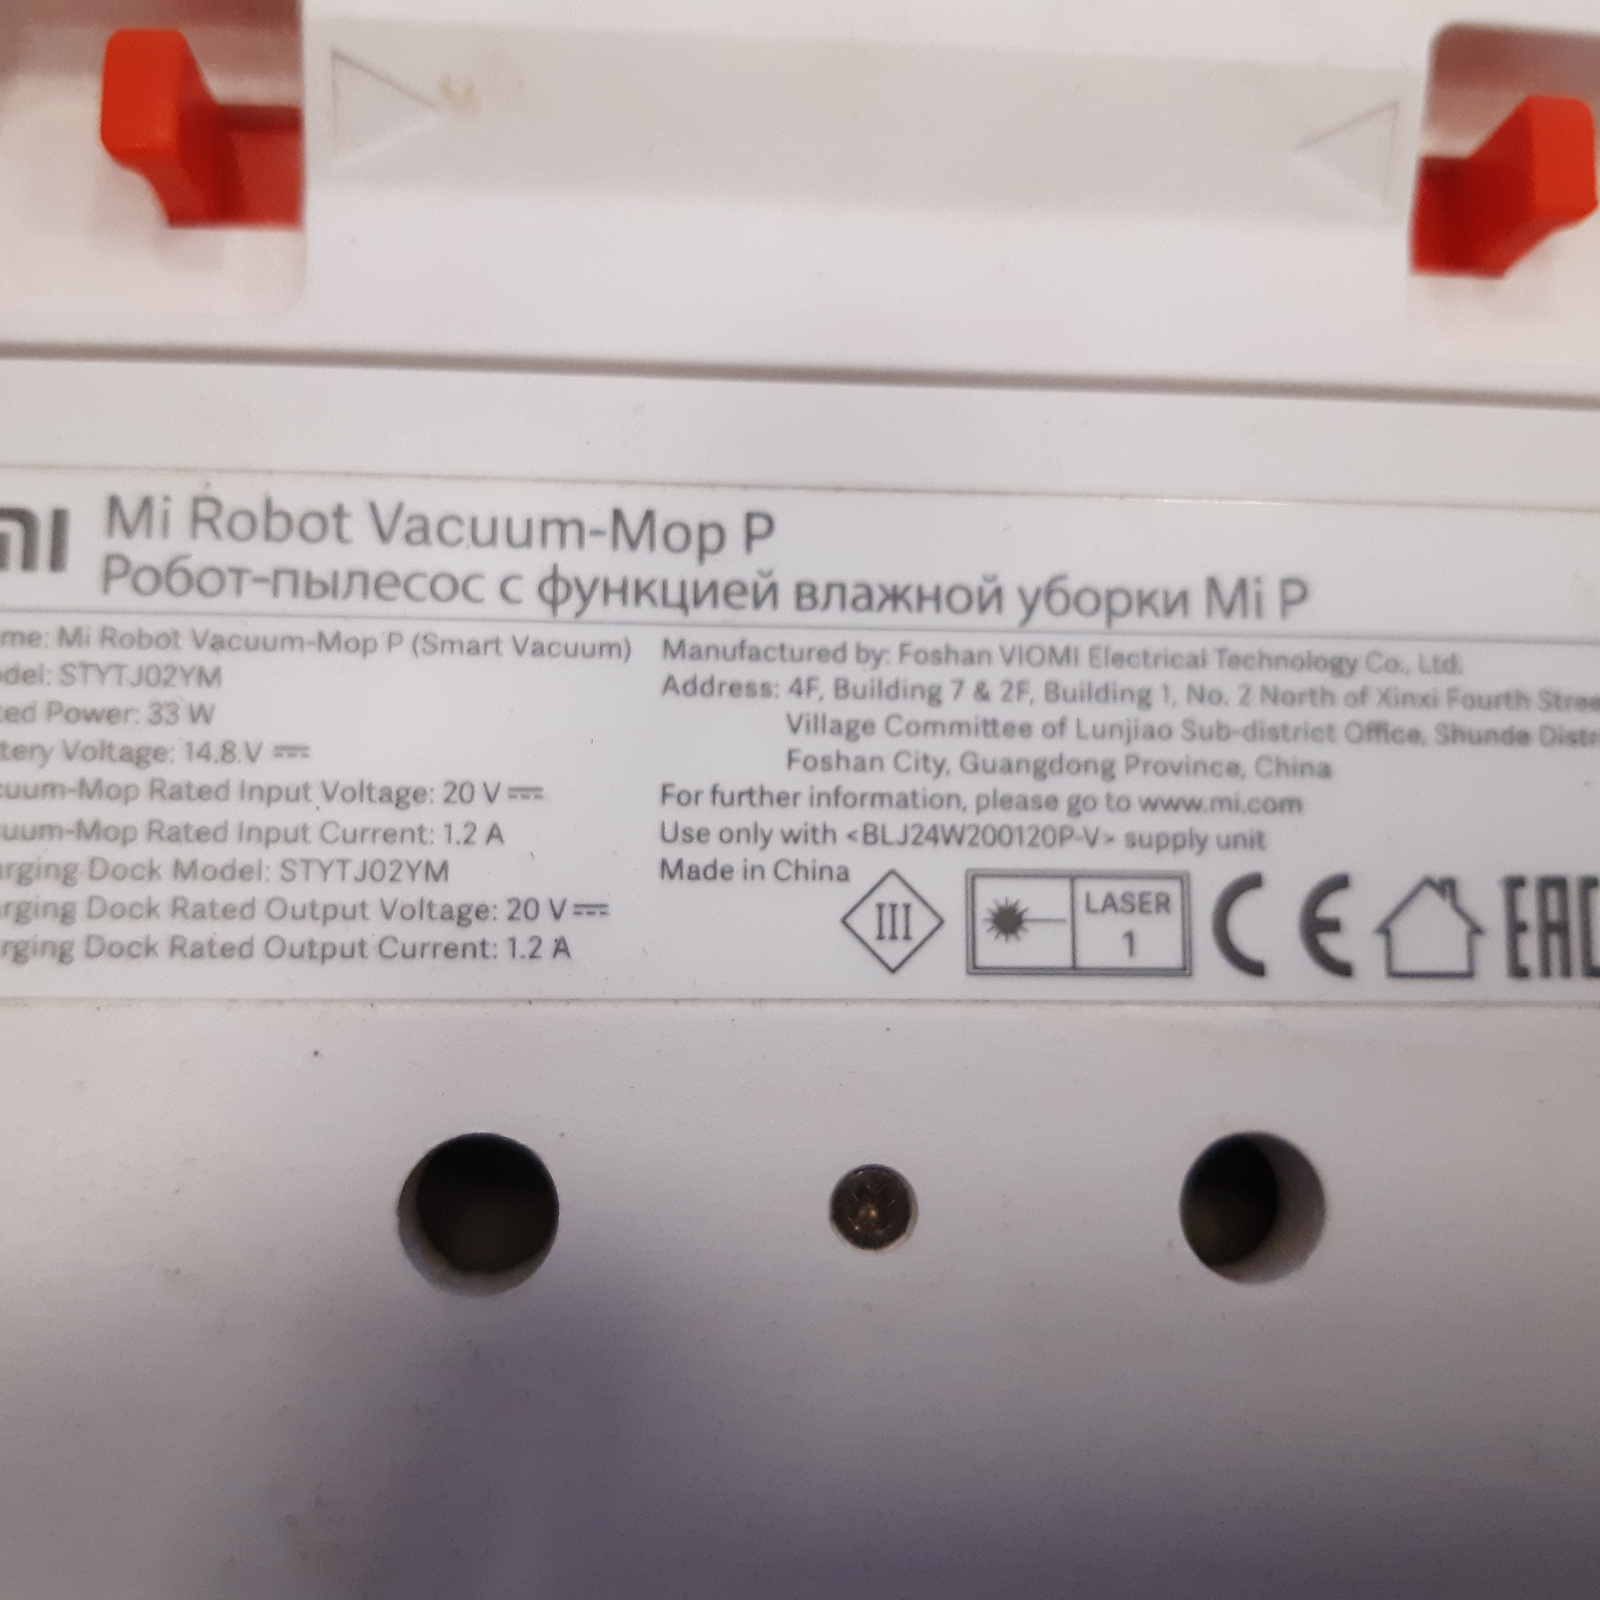 Mi Robot Vacuum-Mop P
Робот-пылесос с функцией влажной уборки Mi P
me: Mi Robot Vacuum-Mop P (Smart Vacuum)
del: STYTJ02YM
ted Power: 33 W
tery Voltage: 14.8 V
cuum-Mop Rated Input Voltage: 20 V
uum-Mop Rated Input Current: 1.2 A
arging Dock Model: STYTJ02YM
arging Dock Rated Output Voltage: 20 V
rging Dock Rated Output Current: 1.2 A
Manufactured by: Foshan VIOMI Electrical Technology Co., Ltd.
Address: 4F, Building 7 & 2F, Building 1, No. 2 North of Xinxi Fourth Stree
Village Committee of Lunjiao Sub-district Office, Shunde Distr
Foshan City, Guangdong Province, China
For further information, please go to www.mi.com
Use only with <BLJ24W200120P-V> supply unit
Made in China
III
LASER
1
CE
EAC